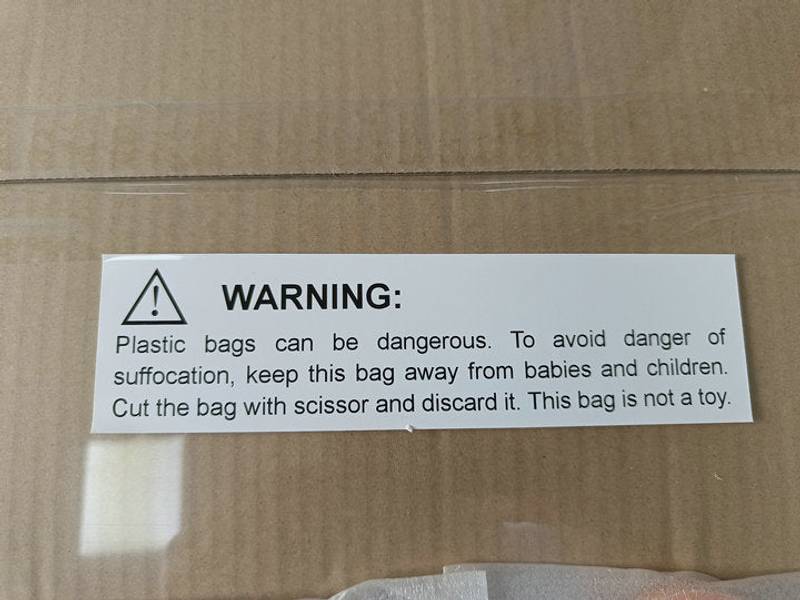 WARNING:
Plastic bags can be dangerous. To avoid danger of
suffocation, keep this bag away from babies and children.
Cut the bag with scissor and discard it. This bag is not a toy.